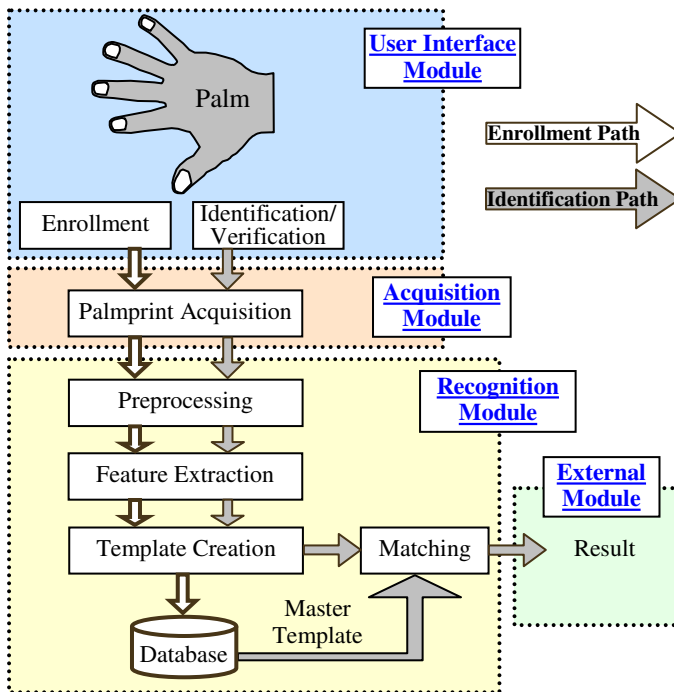 User Interface
Module
Palm
Enrollment Path
Identification Path
Enrollment
Identification/
Verification
Acquisition
Module
Palmprint Acquisition
Recognition
Module
Preprocessing
Feature Extraction
External
Module
Template Creation
Matching
Result
Master
Template
Database